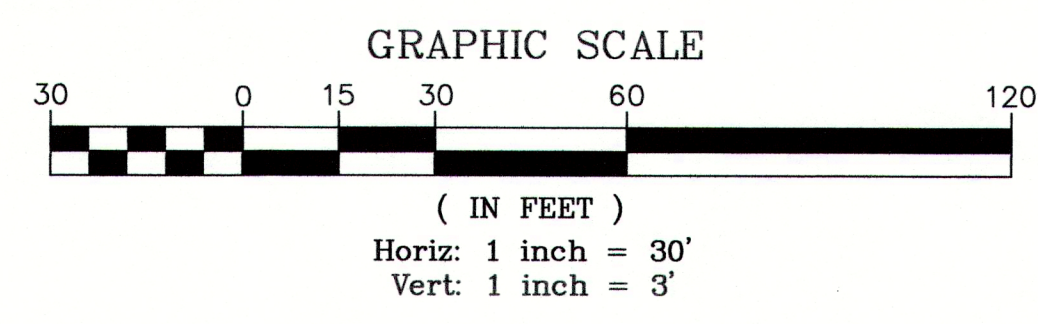 GRAPHIC SCALE
30 0 15 30 60 120
( IN FEET )
Horiz: 1 inch = 30'
Vert: 1 inch = 3'